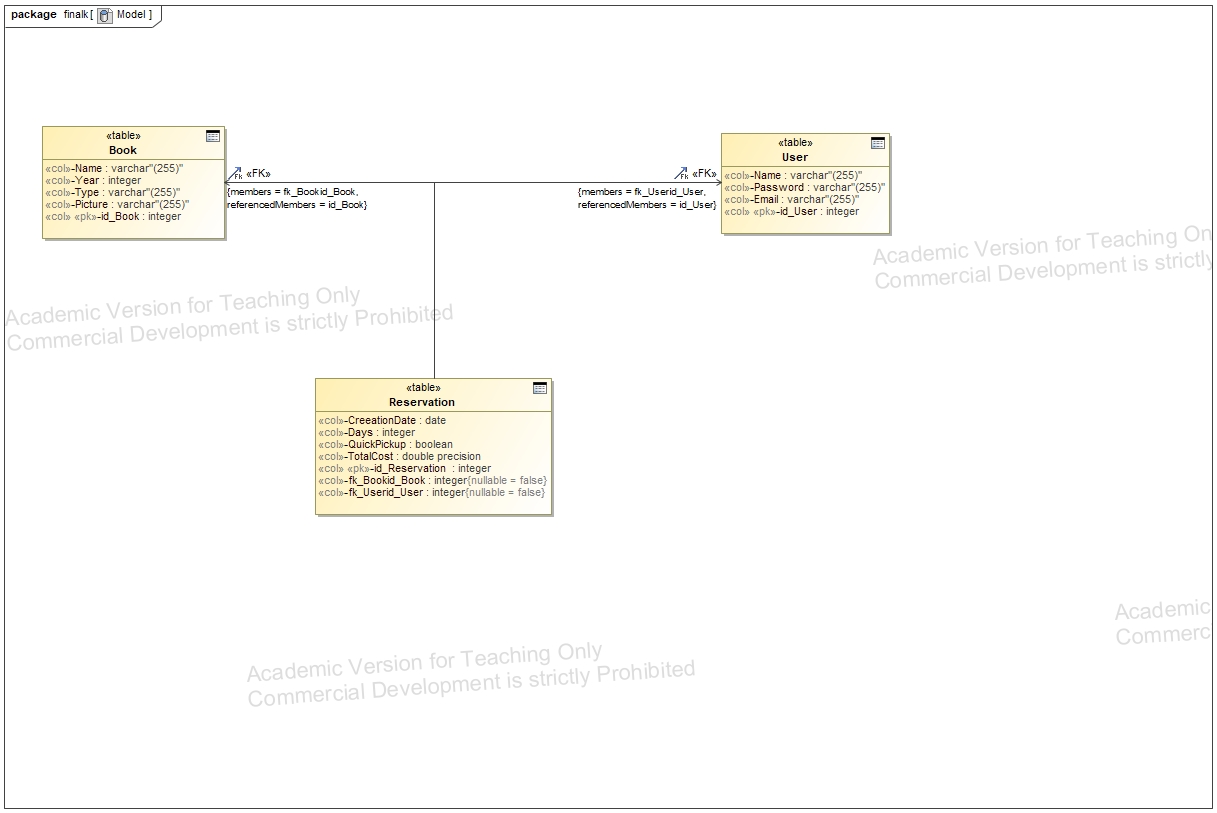 package finalk [ Model ]
«table»
Book
«col»-Name : varchar"(255)"
«col»-Year : integer
«col»-Type : varchar"(255)"
«col»-Picture : varchar"(255)"
«col» «pk»-id_Book : integer
FK «FK»
{members = fk_Bookid_Book,
referencedMembers = id_Book}
FK «FK»
{members = fk_Userid_User,
referencedMembers = id_User}
«table»
User
«col»-Name : varchar"(255)"
«col»-Password : varchar"(255)"
«col»-Email : varchar"(255)"
«col» «pk»-id_User : integer
Academic Version for Teaching On
Commercial Development is strictly
Academic Version for Teaching Only
Commercial Development is strictly Prohibited
«table»
Reservation
«col»-CreeationDate : date
«col»-Days : integer
«col»-QuickPickup : boolean
«col»-TotalCost : double precision
«col» «pk»-id_Reservation : integer
«col»-fk_Bookid_Book : integer{nullable = false}
«col»-fk_Userid_User : integer{nullable = false}
Academic
Commerc
Academic Version for Teaching Only
Commercial Development is strictly Prohibited